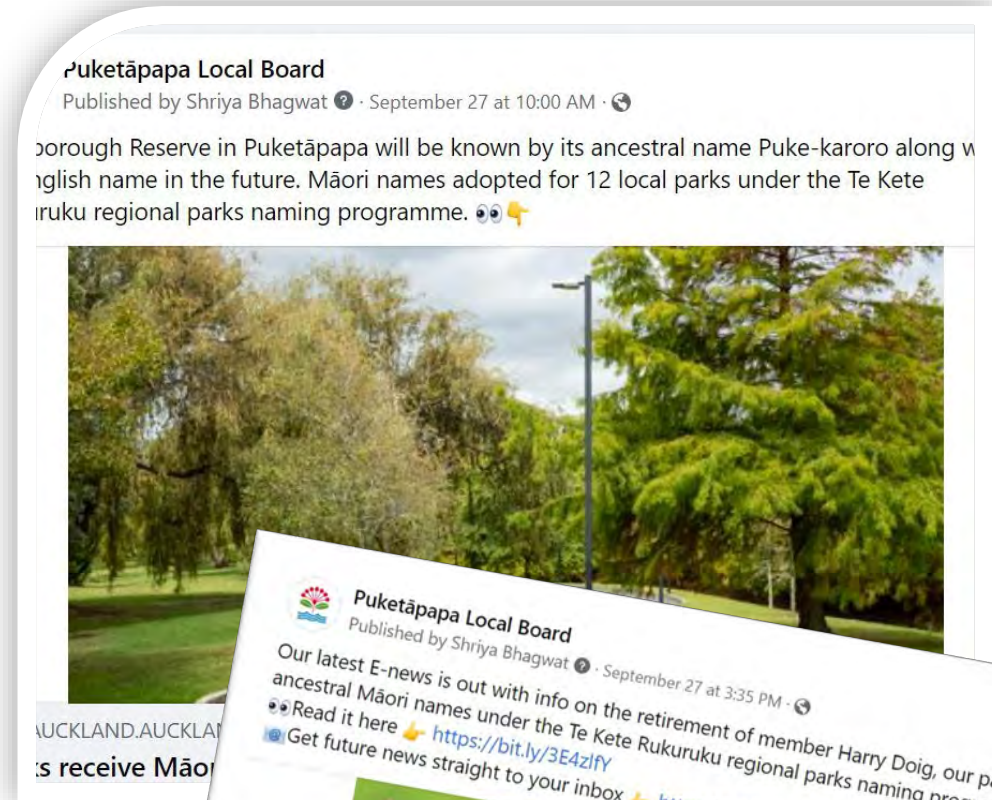 Puketāpapa Local Board
Published by Shriya Bhagwat · September 27 at 10:00 AM ·
borough Reserve in Puketāpapa will be known by its ancestral name Puke-karoro along w
nglish name in the future. Māori names adopted for 12 local parks under the Te Kete
uruku regional parks naming programme. 👀👇
AUCKLAND.AUCKLAN
ks receive Māor
Puketāpapa Local Board
Published by Shriya Bhagwat · September 27 at 3:35 PM ·
Our latest E-news is out with info on the retirement of member Harry Doig, our pa
ancestral Māori names under the Te Kete Rukuruku regional parks naming prog
👀Read it here 👉 https://bit.ly/3E4zlfY
📧Get future news straight to your inbox 👉